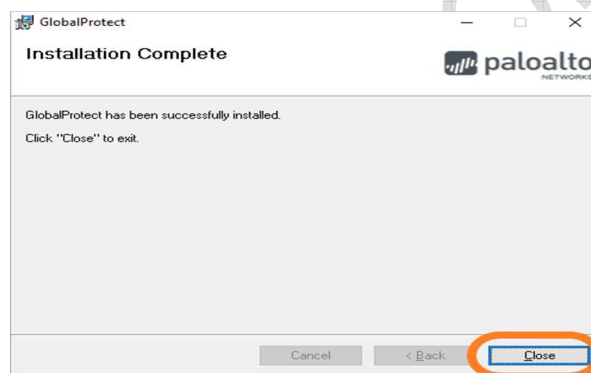 GlobalProtect
Installation Complete
paloalto
NETWORKS
GlobalProtect has been successfully installed.
Click "Close" to exit.
Cancel
< Back
Close